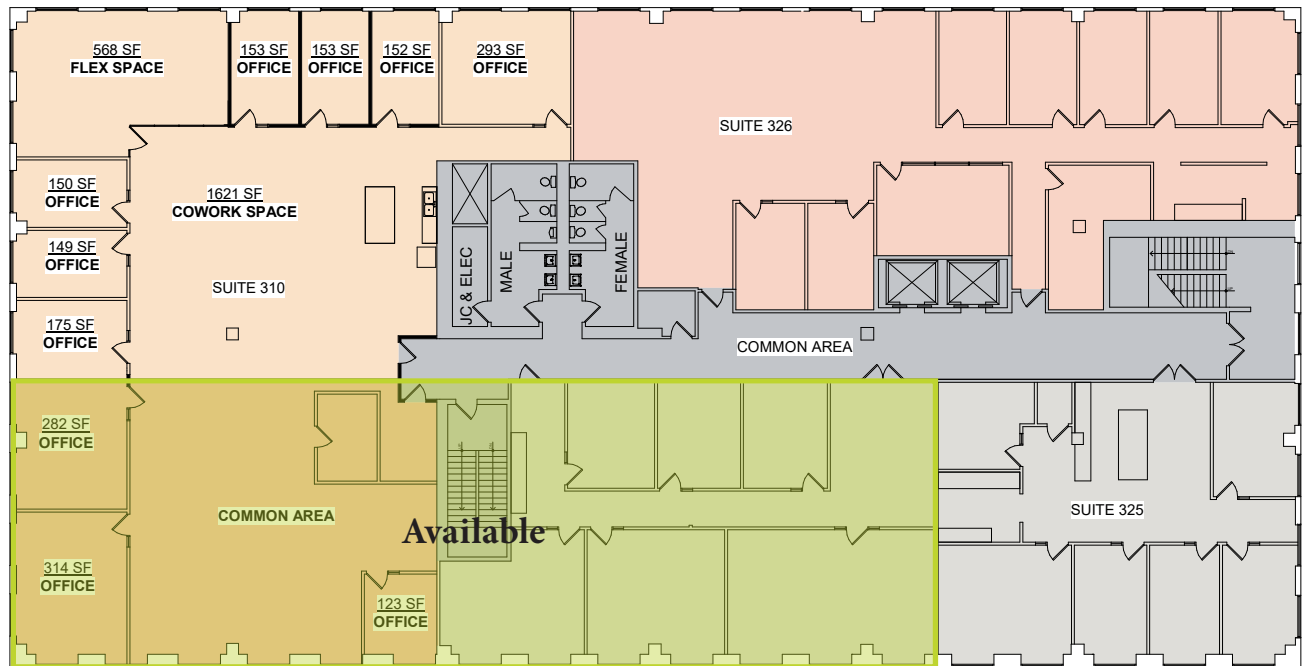 568 SF
FLEX SPACE
153 SF
OFFICE
153 SF
OFFICE
152 SF
OFFICE
293 SF
OFFICE
SUITE 326
150 SF
OFFICE
1621 SF
COWORK SPACE
149 SF
OFFICE
SUITE 310
JC & ELEC
MALE
FEMALE
175 SF
OFFICE
COMMON AREA
282 SF
OFFICE
COMMON AREA
Available
SUITE 325
314 SF
OFFICE
123 SF
OFFICE